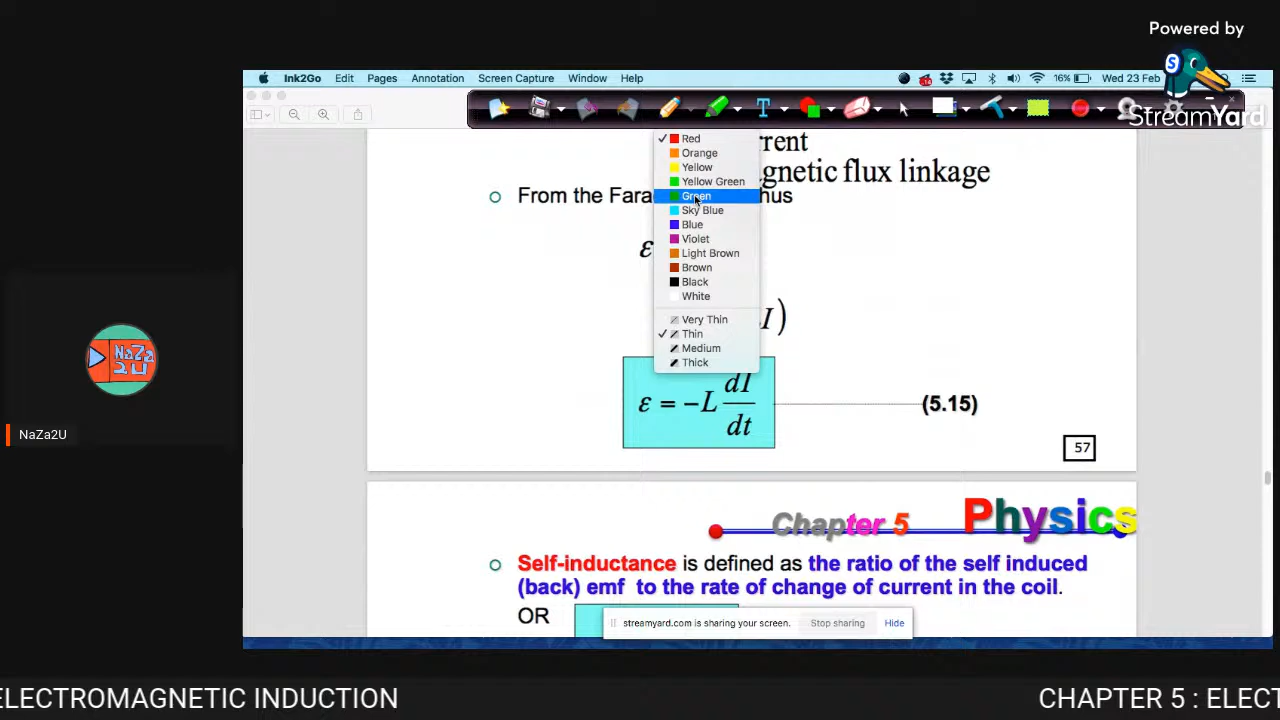 Powered by
StreamYard
Ink2Go Edit Pages Annotation Screen Capture Window Help 16% Wed 23 Feb
T
Red
Orange
Yellow
Yellow Green
Green
Sky Blue
Blue
Violet
Light Brown
Brown
Black
White
Very Thin
Thin
Medium
Thick
rrent
gnetic flux linkage
From the Fara hus
ε
I )
ε = −L dI/dt (5.15)
57
Chapter 5 Physics
Self-inductance is defined as the ratio of the self induced
(back) emf to the rate of change of current in the coil.
OR
streamyard.com is sharing your screen. Stop sharing Hide
NaZa
2U
NaZa2U
ELECTROMAGNETIC INDUCTION CHAPTER 5 : ELECT